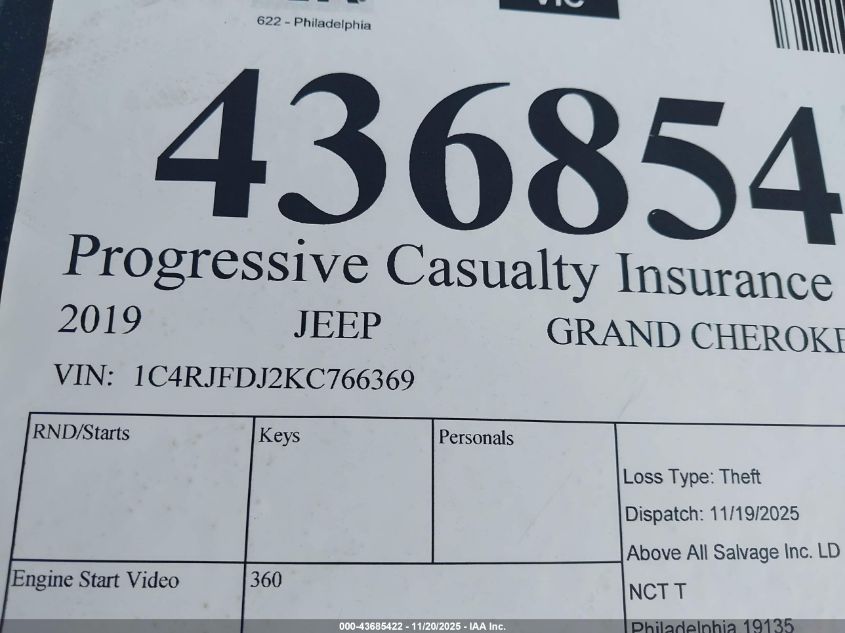 622 - Philadelphia
VIC
436854
Progressive Casualty Insurance
2019 JEEP GRAND CHEROKE
VIN: 1C4RJFDJ2KC766369
RND/Starts Keys Personals
Loss Type: Theft
Dispatch: 11/19/2025
Above All Salvage Inc. LD
Engine Start Video 360
NCT T
Philadelphia 19135
000-43685422 - 11/20/2025 - IAA Inc.